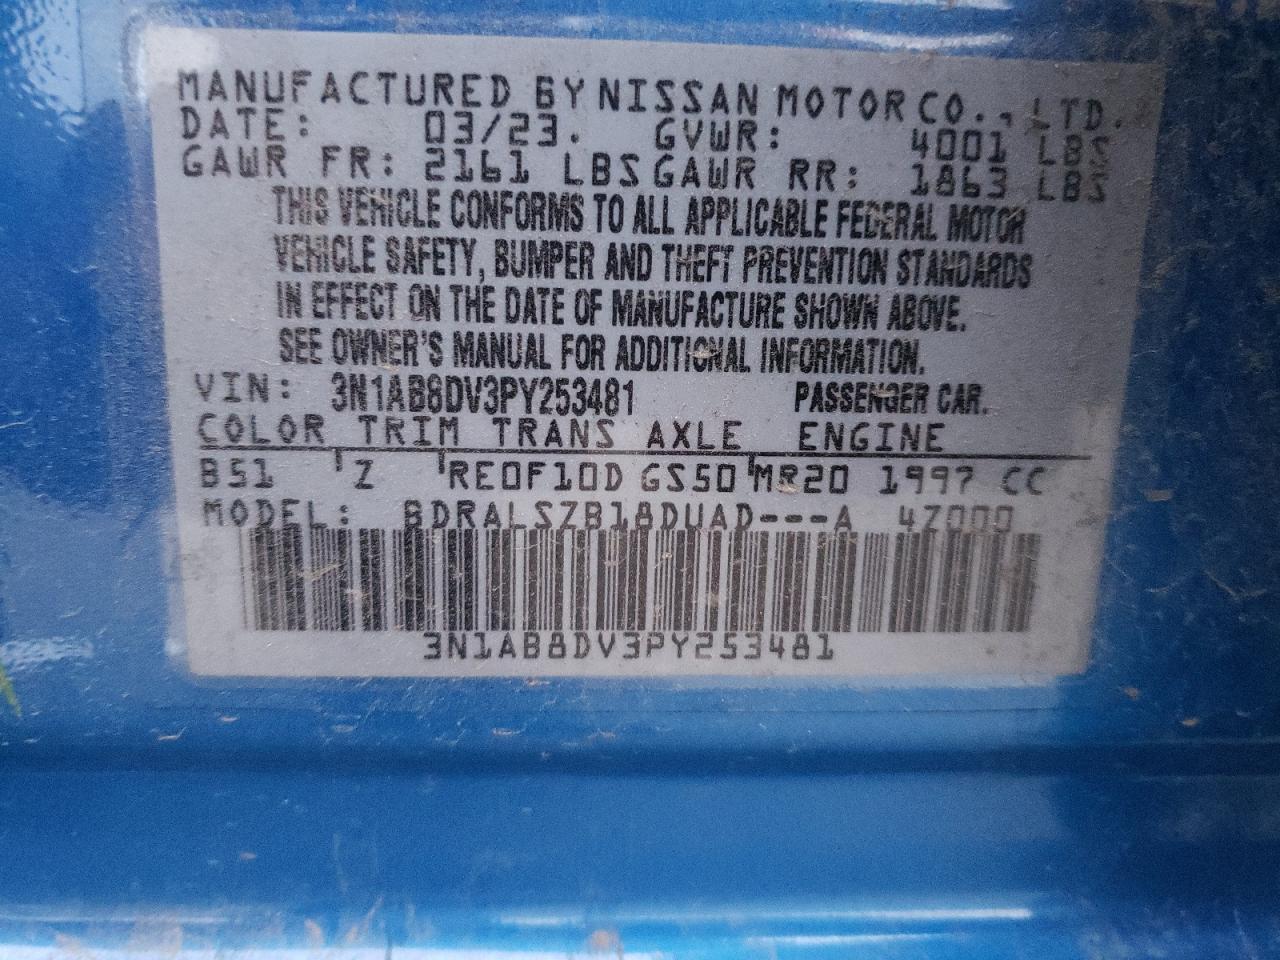 MANUFACTURED BY NISSAN MOTOR CO., LTD.
DATE: 03/23. GVWR: 4001 LBS
GAWR FR: 2161 LBS GAWR RR: 1863 LBS
THIS VEHICLE CONFORMS TO ALL APPLICABLE FEDERAL MOTOR
VEHICLE SAFETY, BUMPER AND THEFT PREVENTION STANDARDS
IN EFFECT ON THE DATE OF MANUFACTURE SHOWN ABOVE.
SEE OWNER'S MANUAL FOR ADDITIONAL INFORMATION.
VIN: 3N1AB8DV3PY253481 PASSENGER CAR.
COLOR TRIM TRANS AXLE ENGINE
B51 Z RE0F10D GS50 MR20 1997 CC
MODEL: BDRALSZB18DUAD---A 4Z000
3N1AB8DV3PY253481